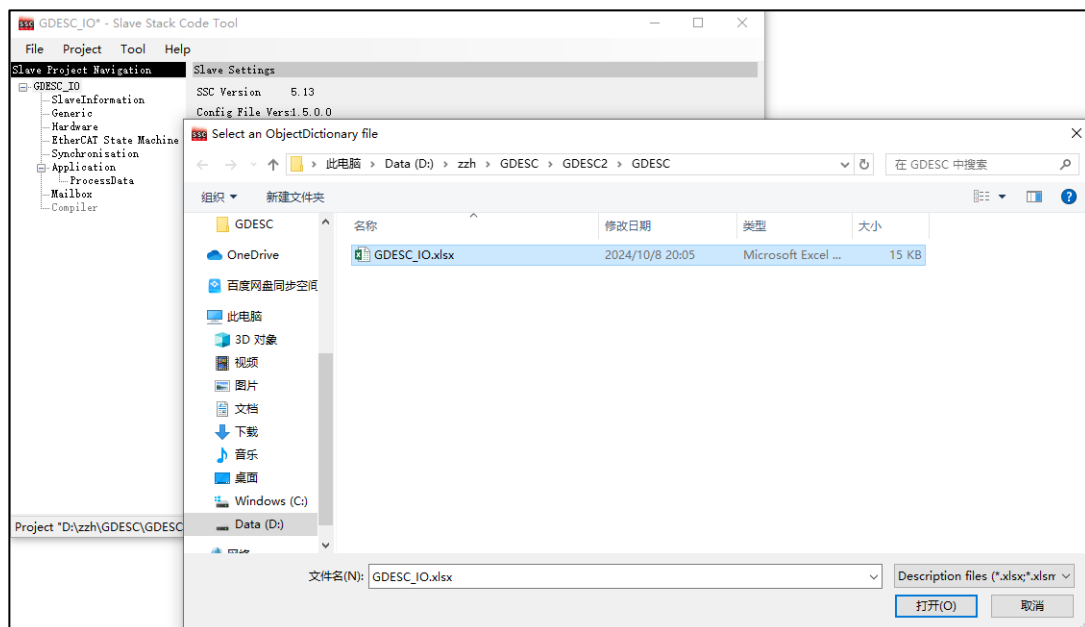 SSC GDESC_IO* - Slave Stack Code Tool
File Project Tool Help
Slave Project Navigation
GDESC_IO
SlaveInformation
Generic
Hardware
EtherCAT State Machine
Synchronisation
Application
ProcessData
Mailbox
Compiler
Slave Settings
SSC Version 5.13
Config File Vers:1.5.0.0
Project "D:\zzh\GDESC\GDESC
SSC Select an ObjectDictionary file
此电脑 > Data (D:) > zzh > GDESC > GDESC2 > GDESC
在 GDESC 中搜索
组织 新建文件夹
GDESC
OneDrive
百度网盘同步空间
此电脑
3D 对象
视频
图片
文档
下载
音乐
桌面
Windows (C:)
Data (D:)
名称 修改日期 类型 大小
GDESC_IO.xlsx 2024/10/8 20:05 Microsoft Excel ... 15 KB
文件名(N): GDESC_IO.xlsx
Description files (*.xlsx;*.xlsm
打开(O) 取消